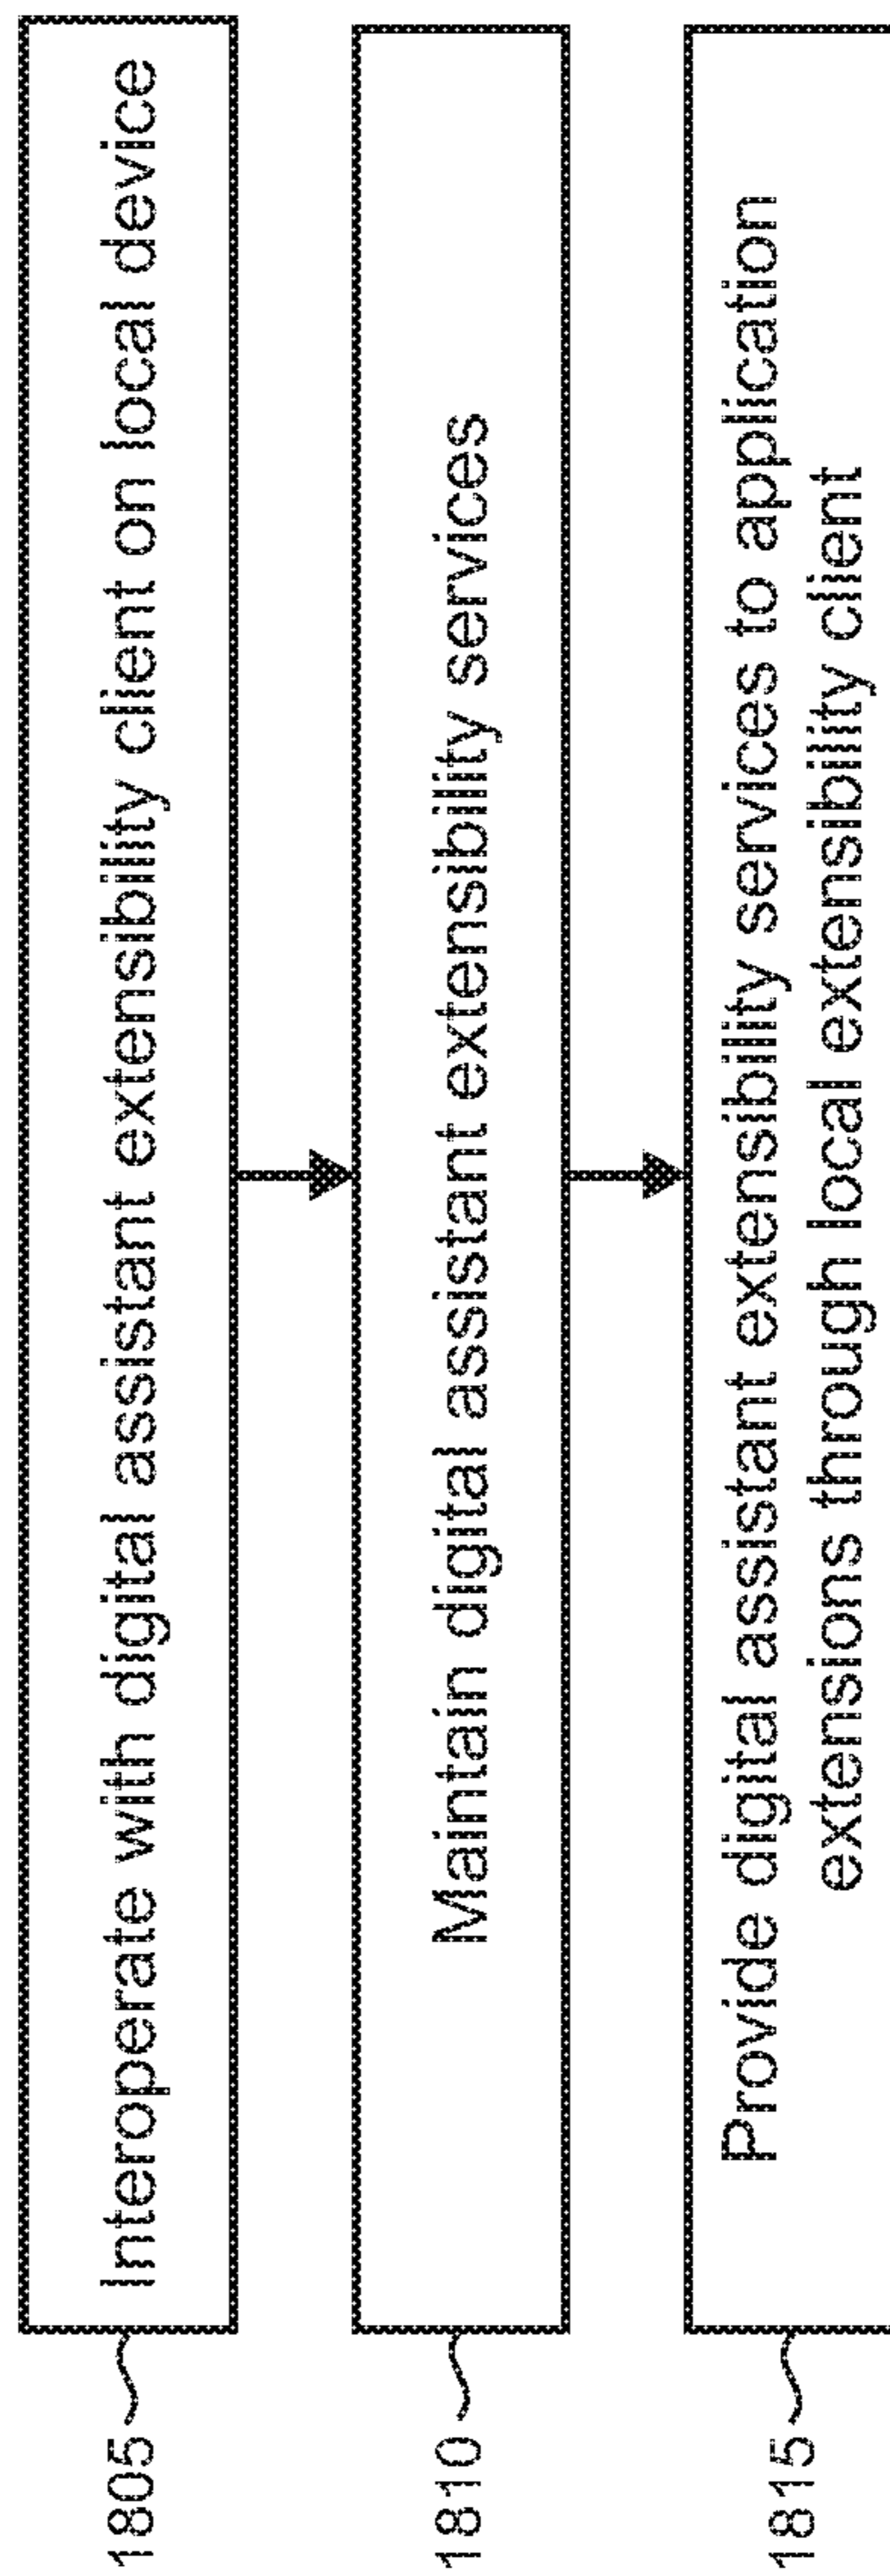 1805
Interoperate with digital assistant extensibility client on local device
1810
Maintain digital assistant extensibility services
1815
Provide digital assistant extensibility services to application
extensions through local extensibility client